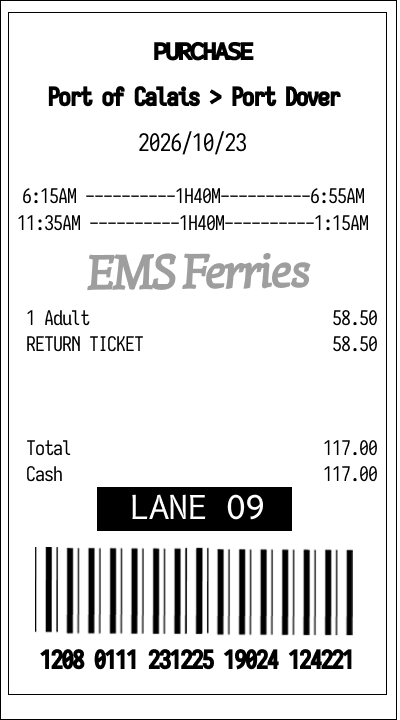 PURCHASE
Port of Calais > Port Dover
2026/10/23
6:15AM ----------1H40M----------6:55AM
11:35AM ----------1H40M----------1:15AM
EMS Ferries
1 Adult 58.50
RETURN TICKET 58.50
Total 117.00
Cash 117.00
LANE 09
1208 0111 231225 19024 124221